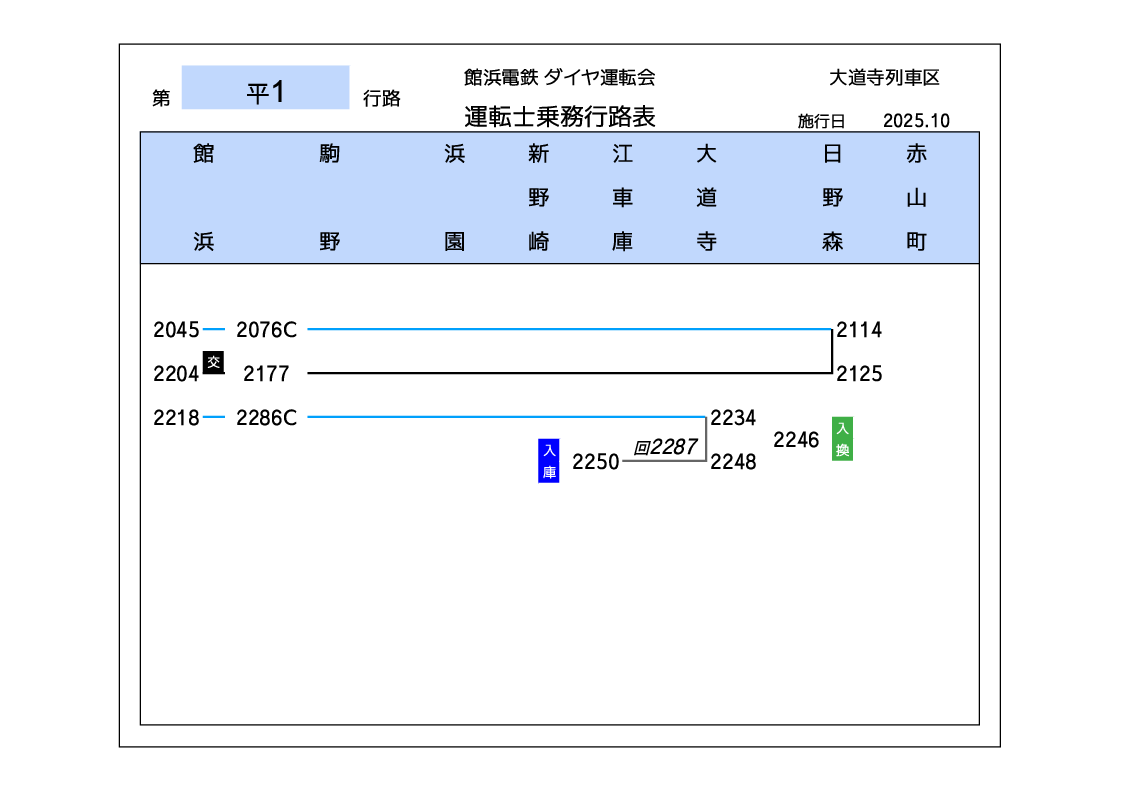 館浜電鉄 ダイヤ運転会
大道寺列車区
第 平1 行路
運転士乗務行路表
施行日 2025.10
館浜 駒野 浜園 新野崎 江車庫 大道寺 日野森 赤山町
2045 2076C 2114
交
2204 2177 2125
2218 2286C 2234
2246 入換
入庫 2250 回2287 2248